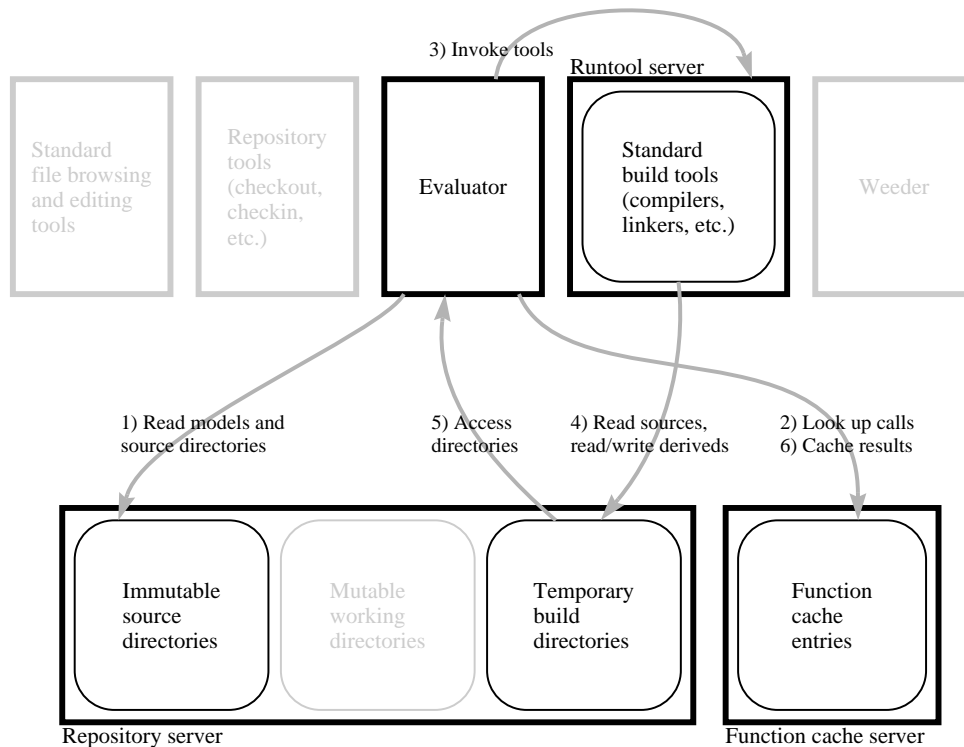 3) Invoke tools
Runtool server
Standard
file browsing
and editing
tools
Repository
tools
(checkout,
checkin,
etc.)
Evaluator
Standard
build tools
(compilers,
linkers, etc.)
Weeder
1) Read models and
source directories
5) Access
directories
4) Read sources,
read/write deriveds
2) Look up calls
6) Cache results
Immutable
source
directories
Mutable
working
directories
Temporary
build
directories
Function
cache
entries
Repository server
Function cache server